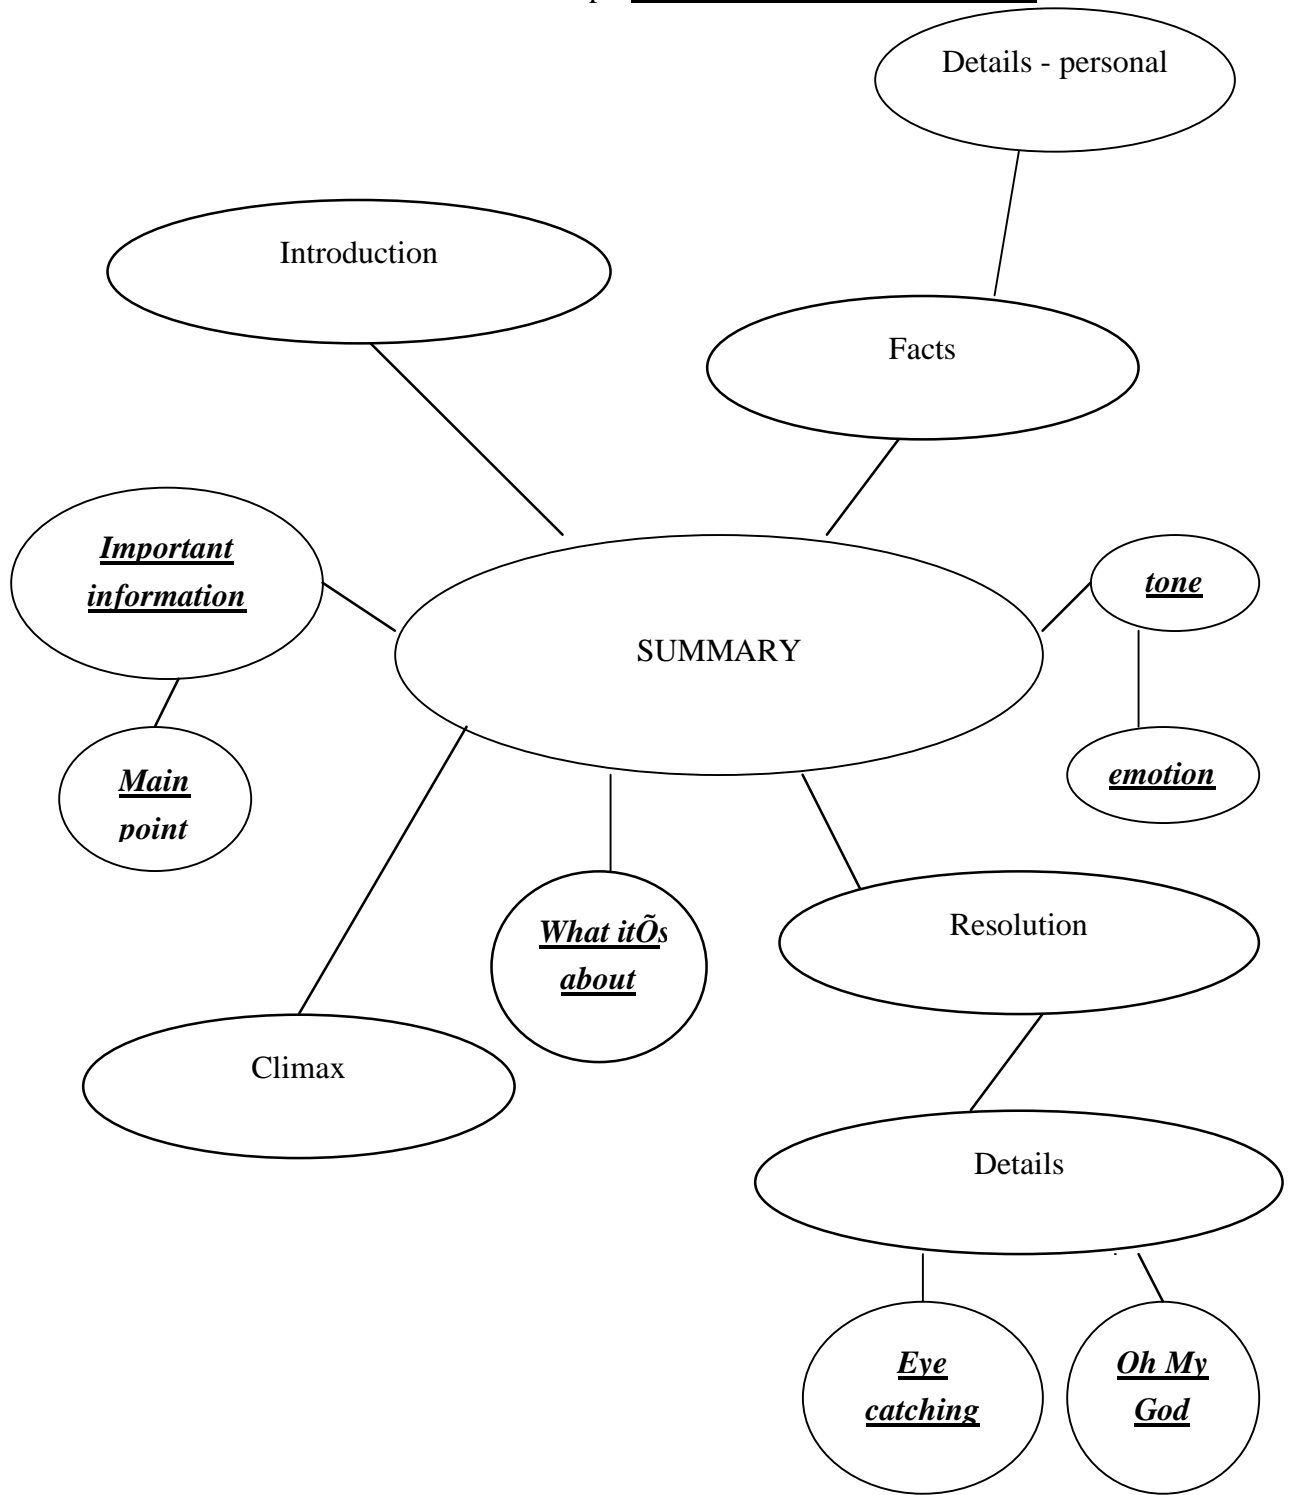 Details - personal
Introduction
Facts
Important
information
tone
SUMMARY
Main
point
emotion
What itÕs
about
Resolution
Climax
Details
Eye
catching
Oh My
God